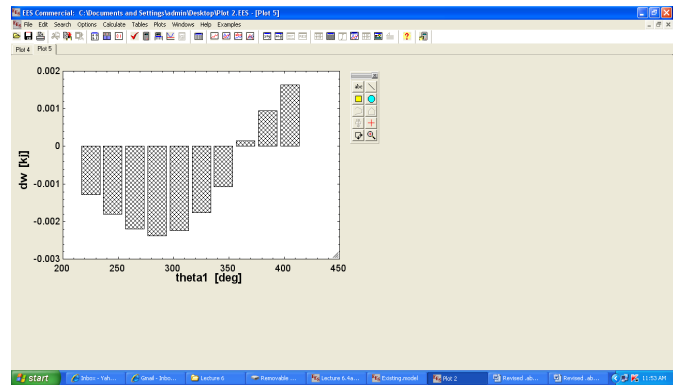 EES Commercial: C:\Documents and Settings\admin\Desktop\Plot 2.EES - [Plot 5]
File Edit Search Options Calculate Tables Plots Windows Help Examples
Plot 4 Plot 5
abc
0.002
0.001
0
-0.001
-0.002
-0.003
dw [kj]
200 250 300 350 400 450
theta1 [deg]
start Inbox - Yah... Gmail - Inbo... Lecture 6 Removable ... Lecture 6.4a... Existing.model Plot 2 Revised .ab... Revised .ab... 11:53 AM